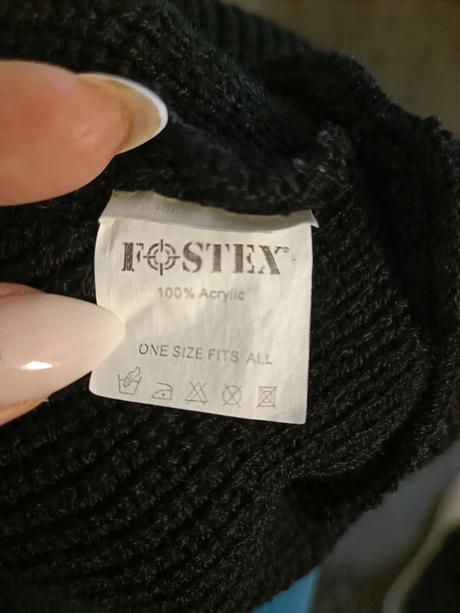 FOSTEX®
100% Acrylic
ONE SIZE FITS ALL